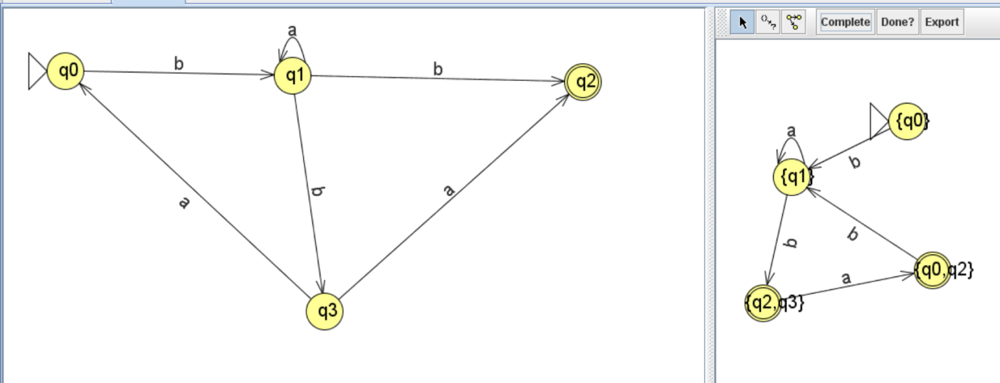 Complete Done? Export
a
q0 b q1 b q2
a b a
q3
{q0}
a
b
{q1}
b b
{q0,q2}
a
{q2,q3}